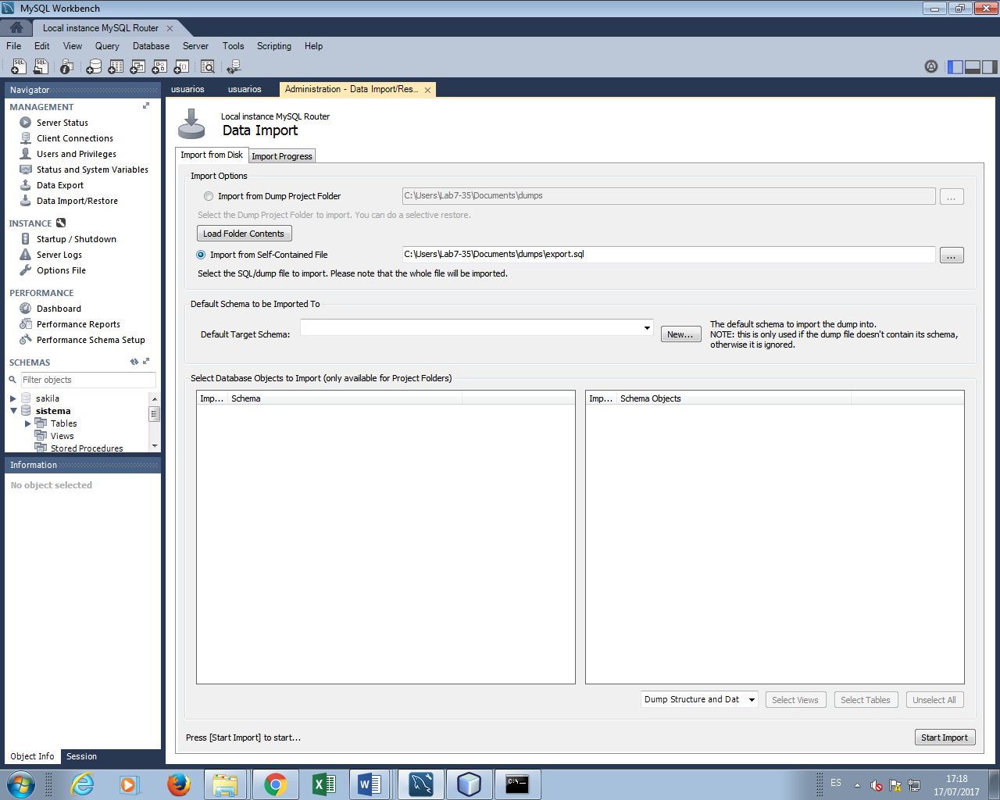 MySQL Workbench
Local instance MySQL Router
File Edit View Query Database Server Tools Scripting Help
Navigator
MANAGEMENT
Server Status
Client Connections
Users and Privileges
Status and System Variables
Data Export
Data Import/Restore
INSTANCE
Startup / Shutdown
Server Logs
Options File
PERFORMANCE
Dashboard
Performance Reports
Performance Schema Setup
SCHEMAS
Filter objects
sakila
sistema
Tables
Views
Stored Procedures
Information
No object selected
Object Info Session
usuarios usuarios Administration - Data Import/Res...
Local instance MySQL Router
Data Import
Import from Disk Import Progress
Import Options
Import from Dump Project Folder C:\Users\Lab7-35\Documents\dumps ...
Select the Dump Project Folder to import. You can do a selective restore.
Load Folder Contents
Import from Self-Contained File C:\Users\Lab7-35\Documents\dumps\export.sql ...
Select the SQL/dump file to import. Please note that the whole file will be imported.
Default Schema to be Imported To
Default Target Schema: New...
The default schema to import the dump into.
NOTE: this is only used if the dump file doesn't contain its schema,
otherwise it is ignored.
Select Database Objects to Import (only available for Project Folders)
Imp... Schema
Imp... Schema Objects
Dump Structure and Dat Select Views Select Tables Unselect All
Press [Start Import] to start...
Start Import
ES
17:18
17/07/2017